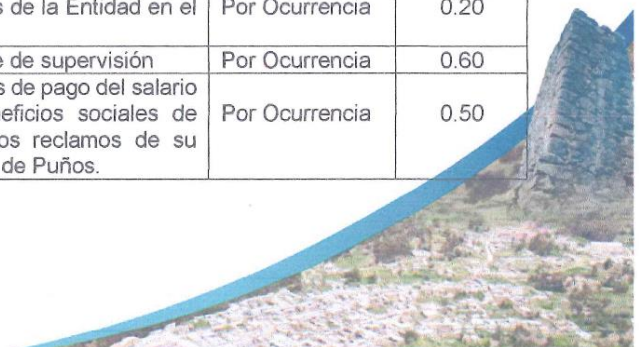 s de la Entidad en el Por Ocurrencia 0.20
e de supervisión Por Ocurrencia 0.60
s de pago del salario
eficios sociales de Por Ocurrencia 0.50
os reclamos de su
de Puños.